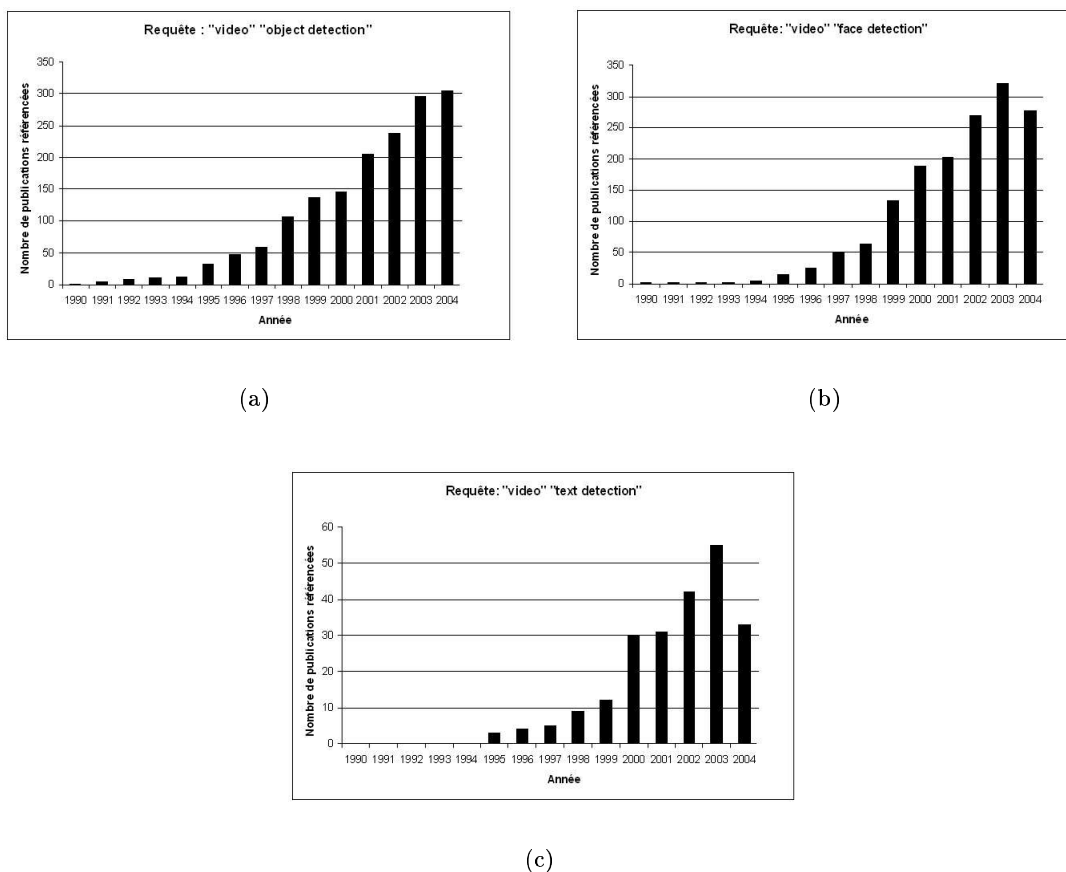 Requête : "video" "object detection"
Nombre de publications référencées
350
300
250
200
150
100
50
0
1990 1991 1992 1993 1994 1995 1996 1997 1998 1999 2000 2001 2002 2003 2004
Année
(a)
Requête: "video" "face detection"
Nombre de publications référencées
350
300
250
200
150
100
50
0
1990 1991 1992 1993 1994 1995 1996 1997 1998 1999 2000 2001 2002 2003 2004
Année
(b)
Requête: "video" "text detection"
Nombre de publications référencées
60
50
40
30
20
10
0
1990 1991 1992 1993 1994 1995 1996 1997 1998 1999 2000 2001 2002 2003 2004
Année
(c)